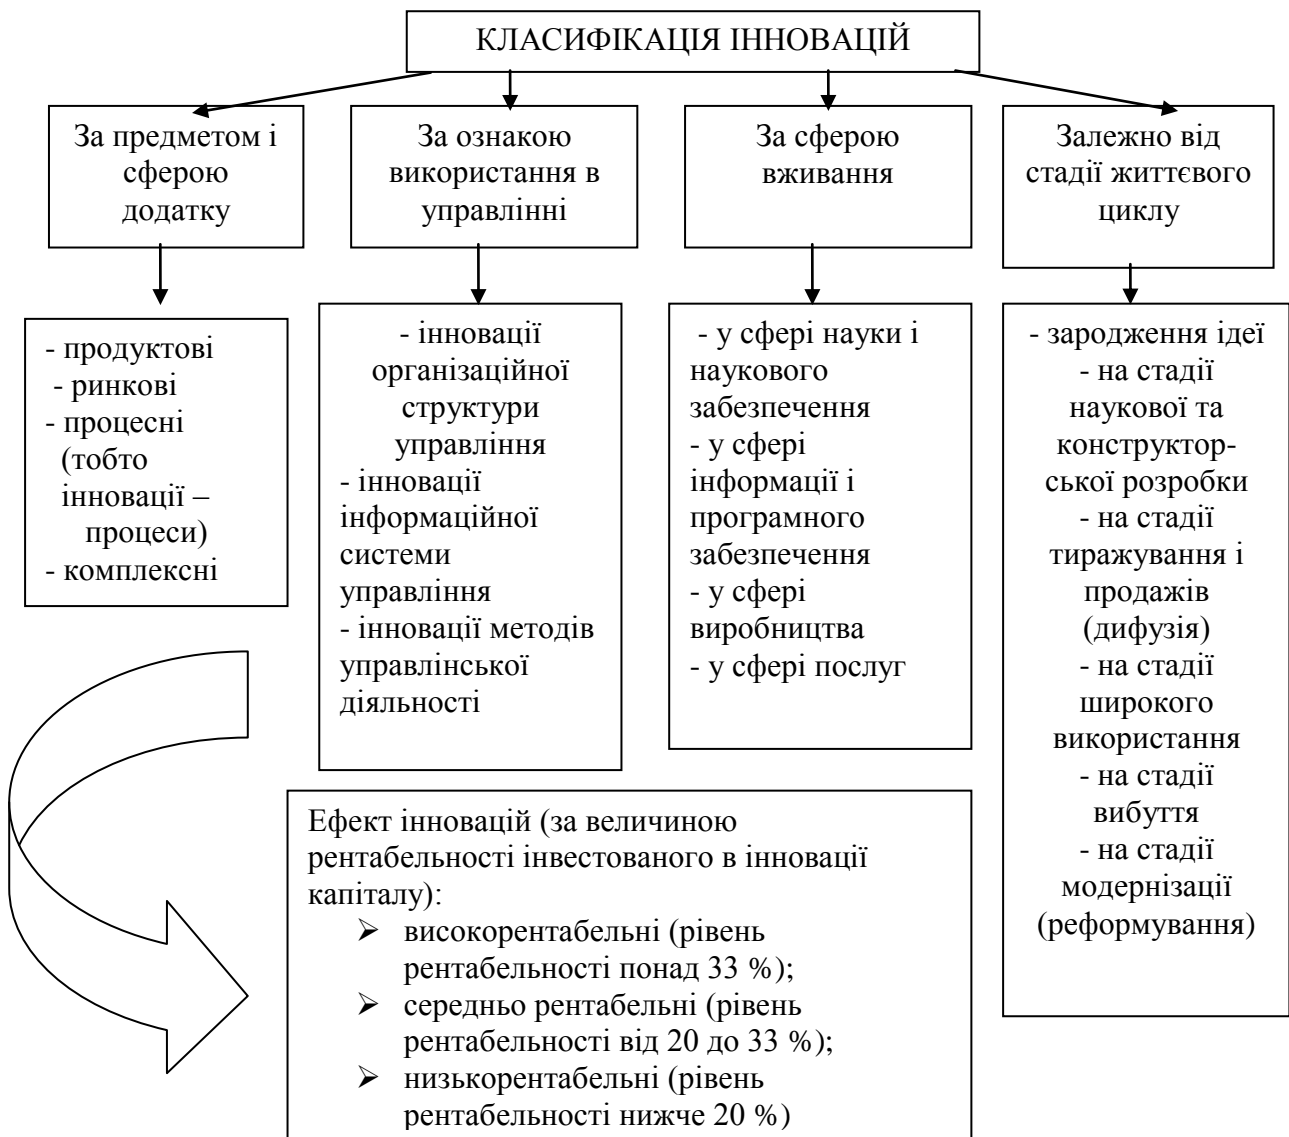 КЛАСИФІКАЦІЯ ІННОВАЦІЙ
За предметом і
сферою
додатку
За ознакою
використання в
управлінні
За сферою
вживання
Залежно від
стадії життєвого
циклу
- продуктові
- ринкові
- процесні
(тобто
інновації –
процеси)
- комплексні
- інновації
організаційної
структури
управління
- інновації
інформаційної
системи
управління
- інновації методів
управлінської
діяльності
- у сфері науки і
наукового
забезпечення
- у сфері
інформації і
програмного
забезпечення
- у сфері
виробництва
- у сфері послуг
- зародження ідеї
- на стадії
наукової та
конструктор-
ської розробки
- на стадії
тиражування і
продажів
(дифузія)
- на стадії
широкого
використання
- на стадії
вибуття
- на стадії
модернізації
(реформування)
Ефект інновацій (за величиною
рентабельності інвестованого в інновації
капіталу):
➢ високорентабельні (рівень
рентабельності понад 33 %);
➢ середньо рентабельні (рівень
рентабельності від 20 до 33 %);
➢ низькорентабельні (рівень
рентабельності нижче 20 %)